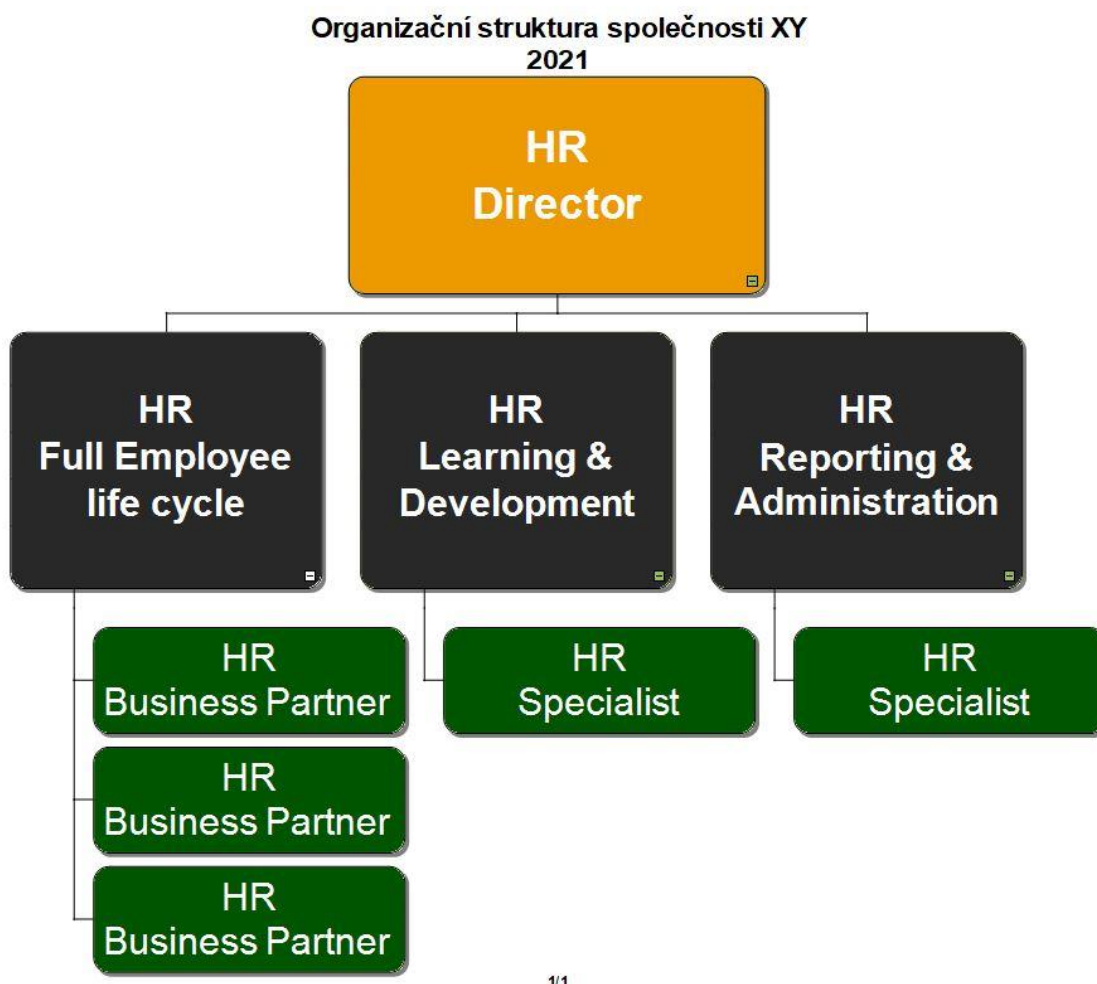 Organizační struktura společnosti XY
2021
HR
Director
HR
Full Employee
life cycle
HR
Learning &
Development
HR
Reporting &
Administration
HR
Business Partner
HR
Specialist
HR
Specialist
HR
Business Partner
HR
Business Partner
1/1